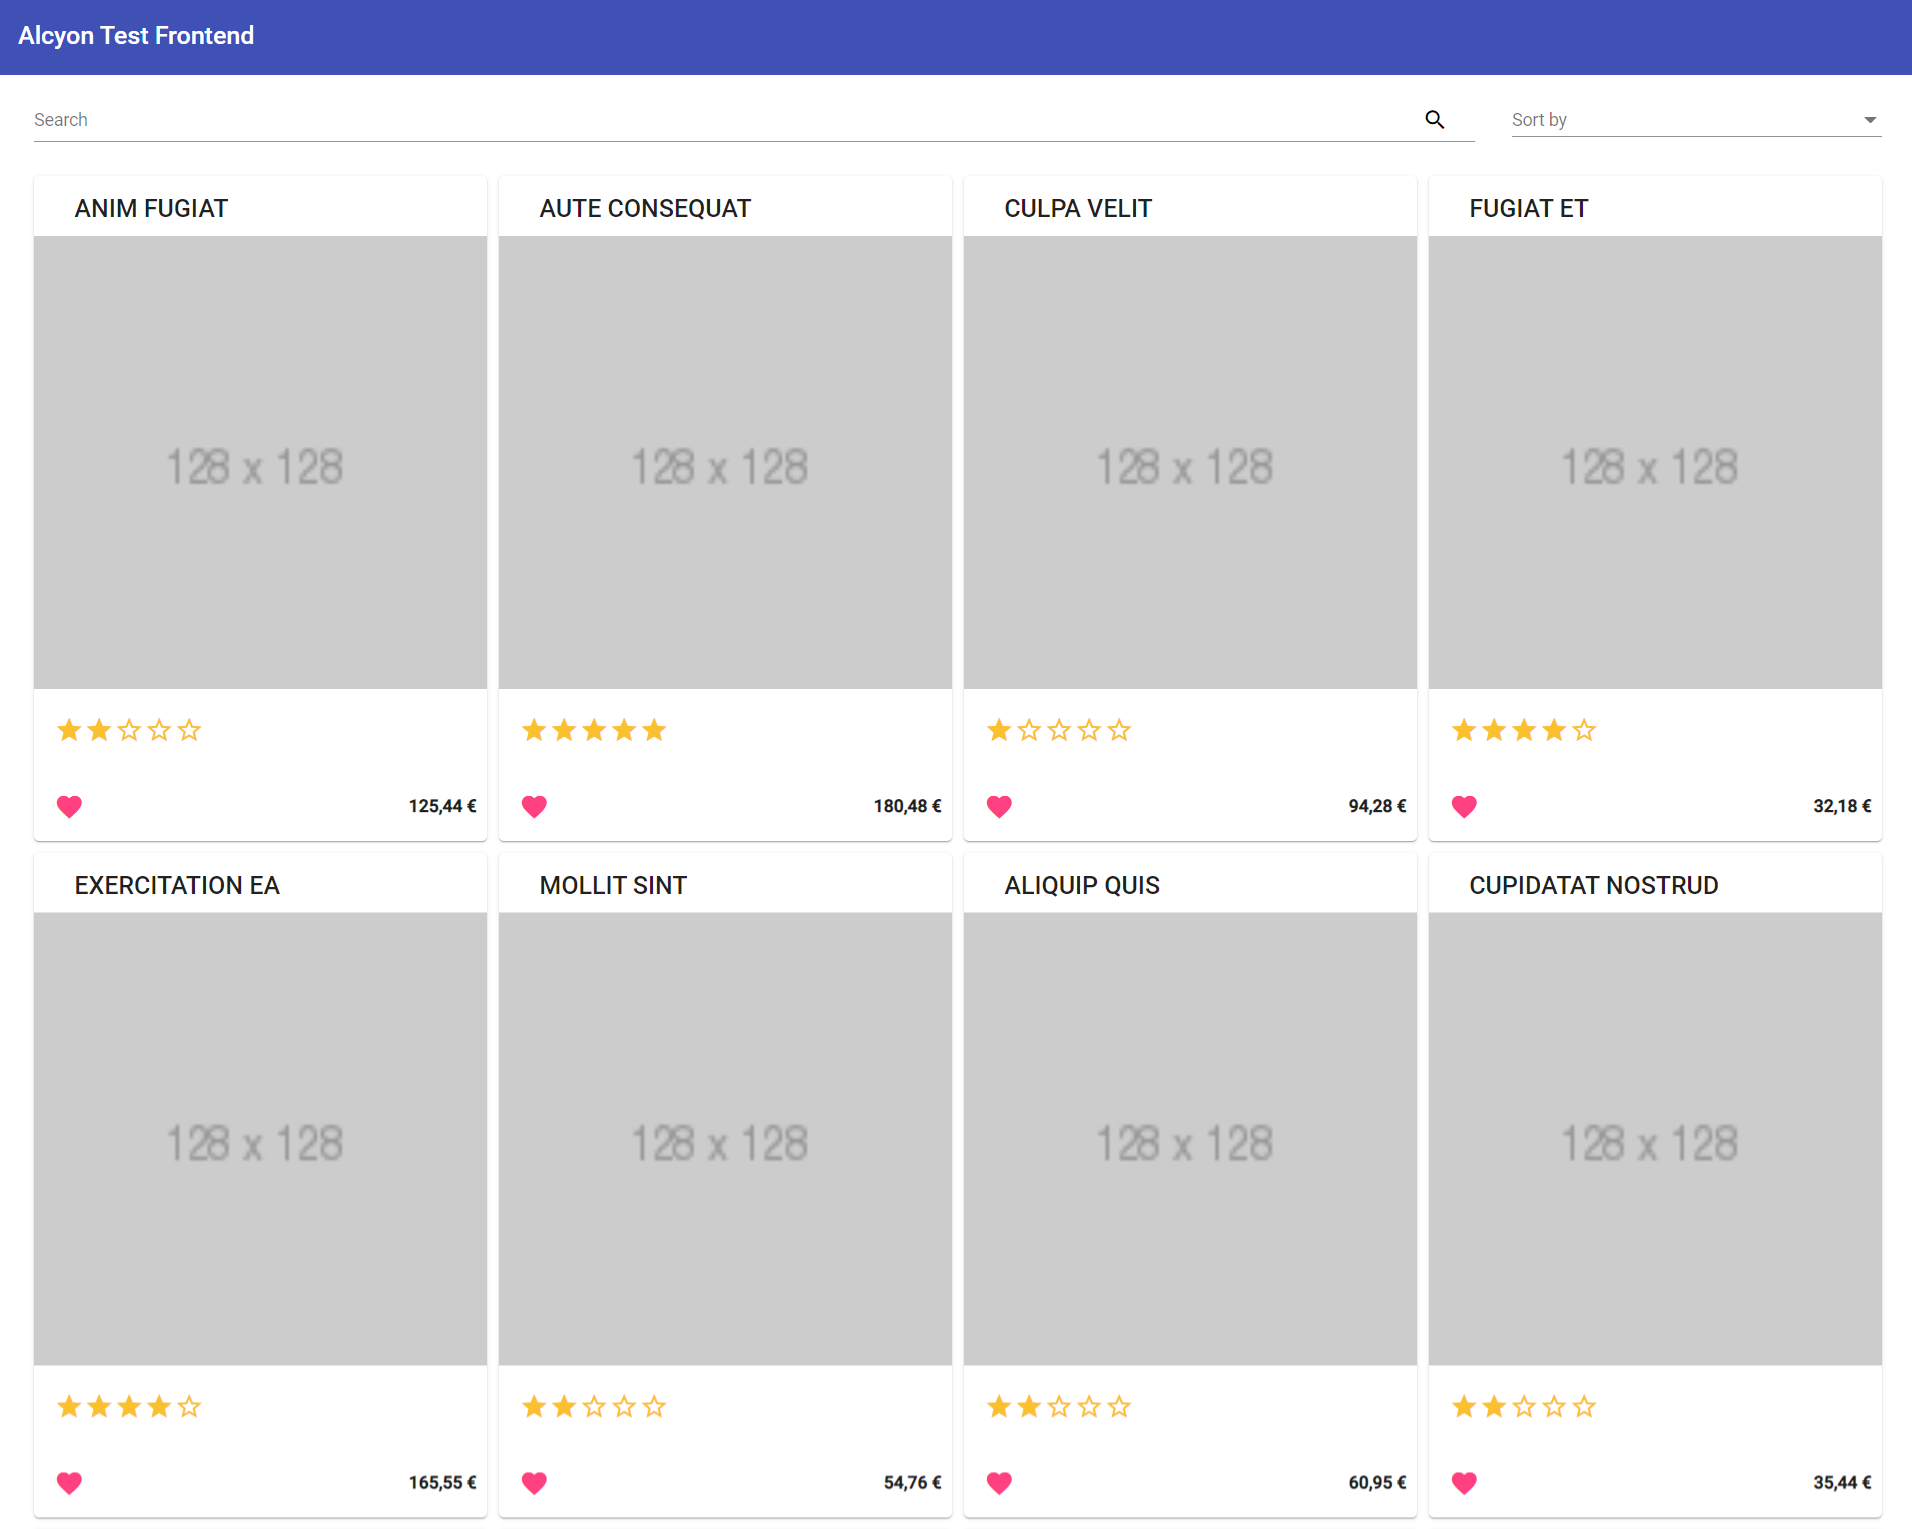 Alcyon Test Frontend
Search
Sort by
ANIM FUGIAT
AUTE CONSEQUAT
CULPA VELIT
FUGIAT ET
128 x 128
128 x 128
128 x 128
128 x 128
125,44 €
180,48 €
94,28 €
32,18 €
EXERCITATION EA
MOLLIT SINT
ALIQUIP QUIS
CUPIDATAT NOSTRUD
128 x 128
128 x 128
128 x 128
128 x 128
165,55 €
54,76 €
60,95 €
35,44 €